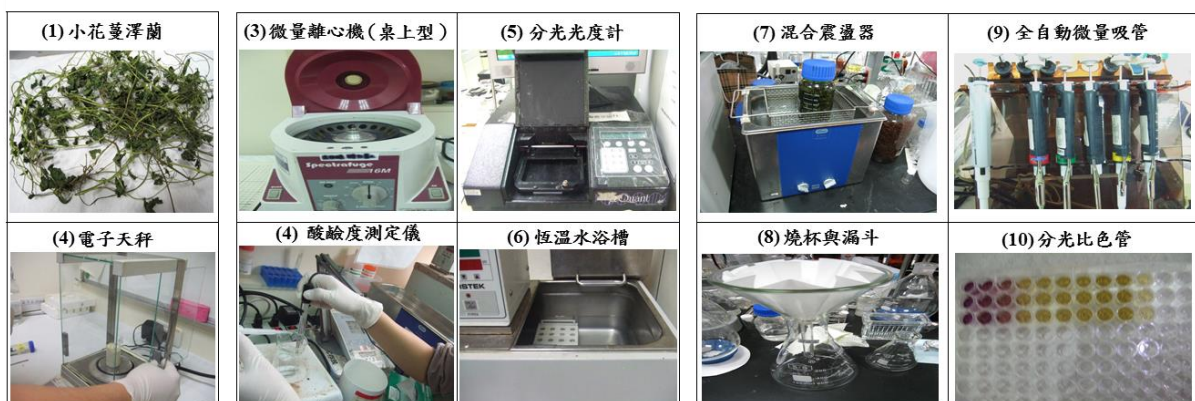 (1) 小花蔓澤蘭
(3) 微量離心機（桌上型）
(5) 分光光度計
(7) 混合震盪器
(9) 全自動微量吸管
Spectrafuge
6M
Quant
(4) 電子天秤
(4) 酸鹼度測定儀
(6) 恆溫水浴槽
(8) 燒杯與漏斗
(10) 分光比色管